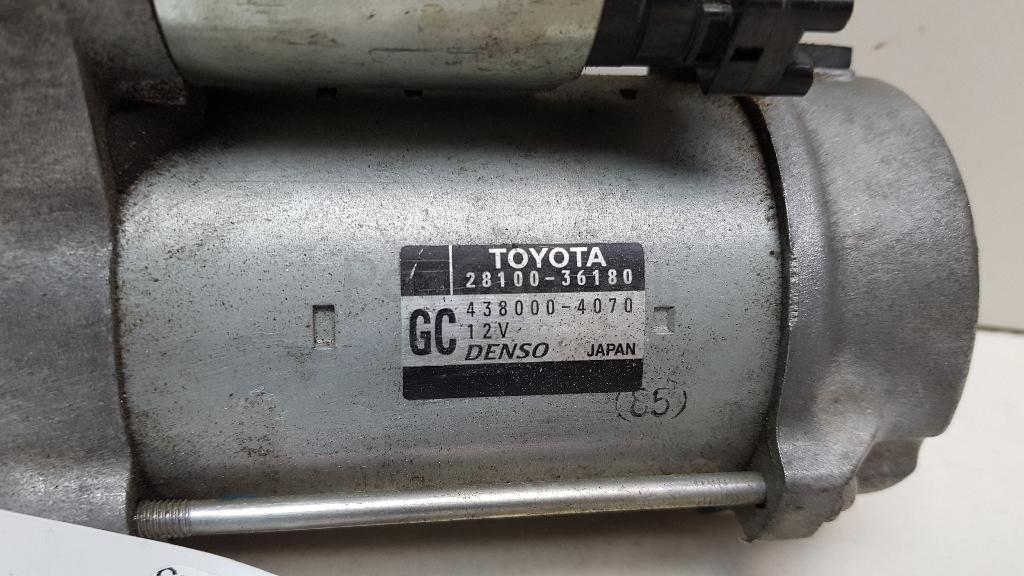 TOYOTA
28100-36180
438000-4070
GC 12V
DENSO JAPAN
85